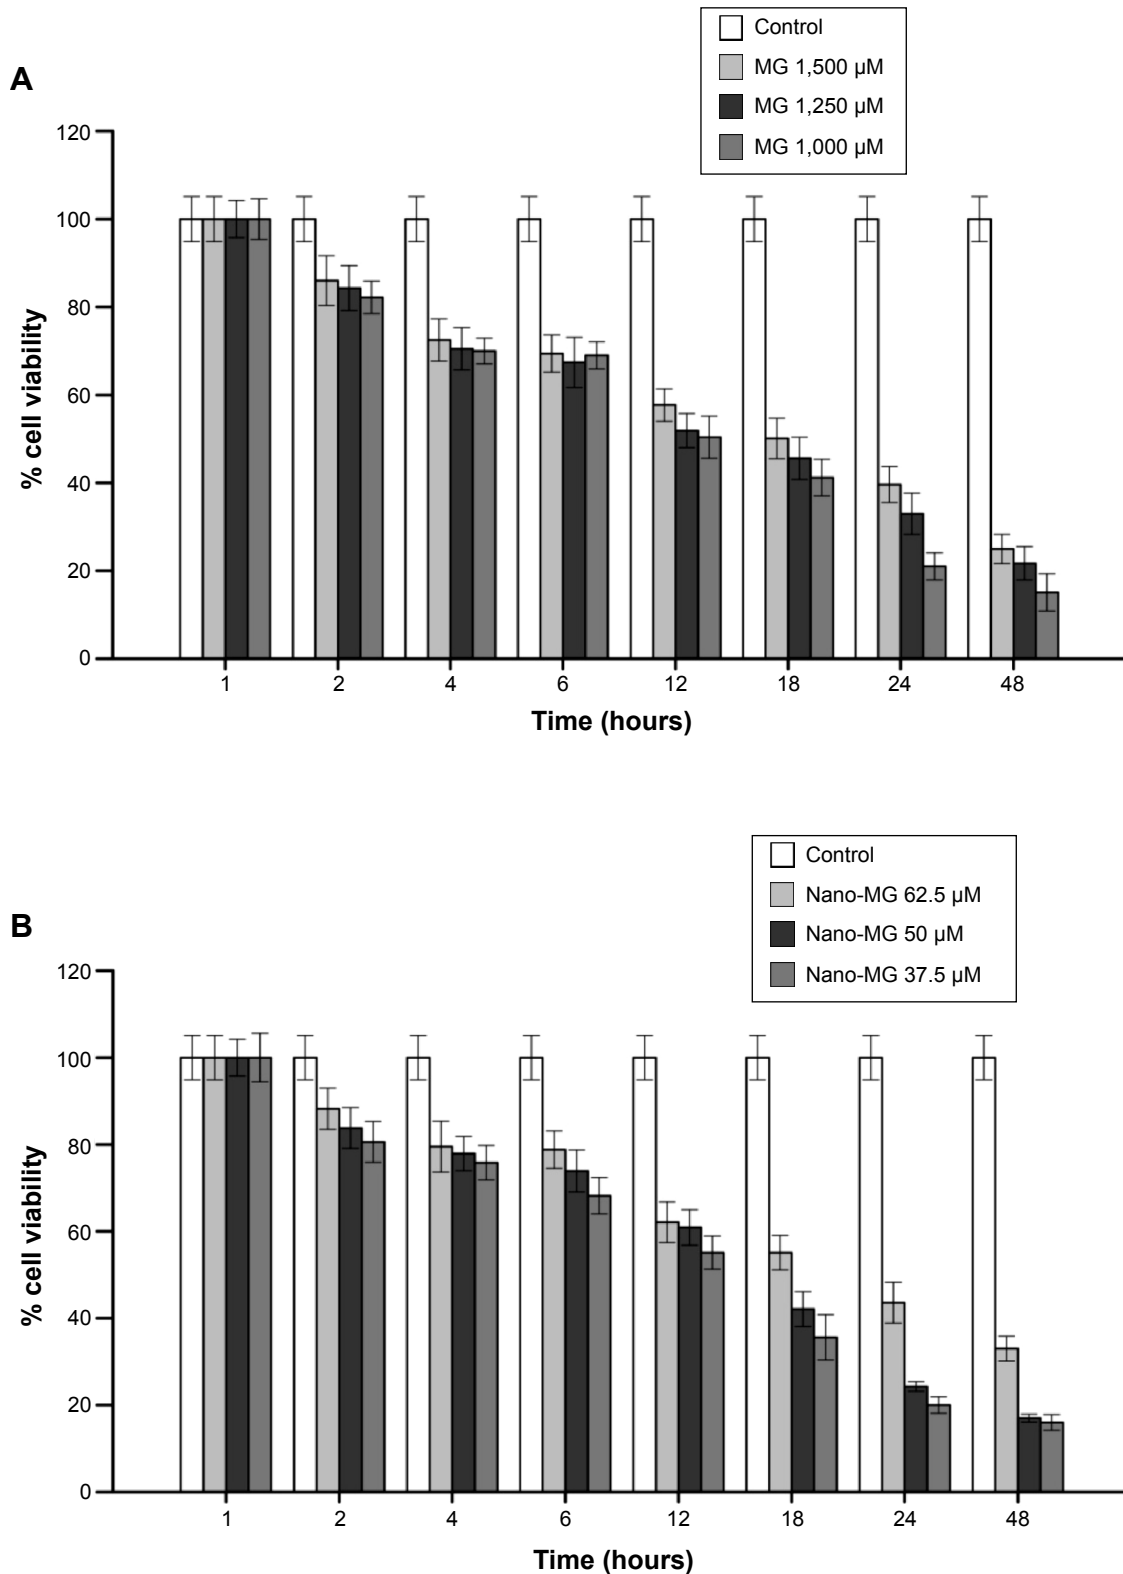 A
Control
MG 1,500 µM
MG 1,250 µM
MG 1,000 µM
120
100
80
60
40
20
0
% cell viability
1 2 4 6 12 18 24 48
Time (hours)
B
Control
Nano-MG 62.5 µM
Nano-MG 50 µM
Nano-MG 37.5 µM
120
100
80
60
40
20
0
% cell viability
1 2 4 6 12 18 24 48
Time (hours)